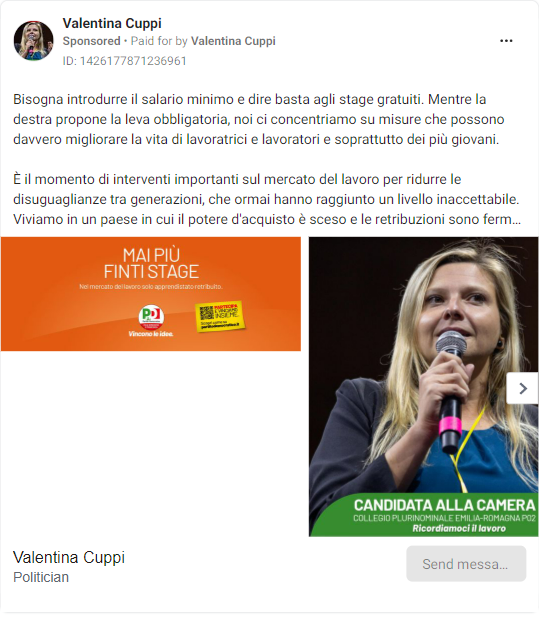 Valentina Cuppi
Sponsored • Paid for by Valentina Cuppi
ID: 1426177871236961
Bisogna introdurre il salario minimo e dire basta agli stage gratuiti. Mentre la
destra propone la leva obbligatoria, noi ci concentriamo su misure che possono
davvero migliorare la vita di lavoratrici e lavoratori e soprattutto dei più giovani.
È il momento di interventi importanti sul mercato del lavoro per ridurre le
disuguaglianze tra generazioni, che ormai hanno raggiunto un livello inaccettabile.
Viviamo in un paese in cui il potere d'acquisto è sceso e le retribuzioni sono ferm...
MAI PIÙ
FINTI STAGE
Nel mercato del lavoro solo apprendistato retribuito.
PD
Vincono le idee.
PARTECIPA
INSIEME.
CANDIDATA ALLA CAMERA
COLLEGIO PLURINOMINALE EMILIA-ROMAGNA P02
Ricordiamoci il lavoro
Valentina Cuppi
Politician
Send messa...